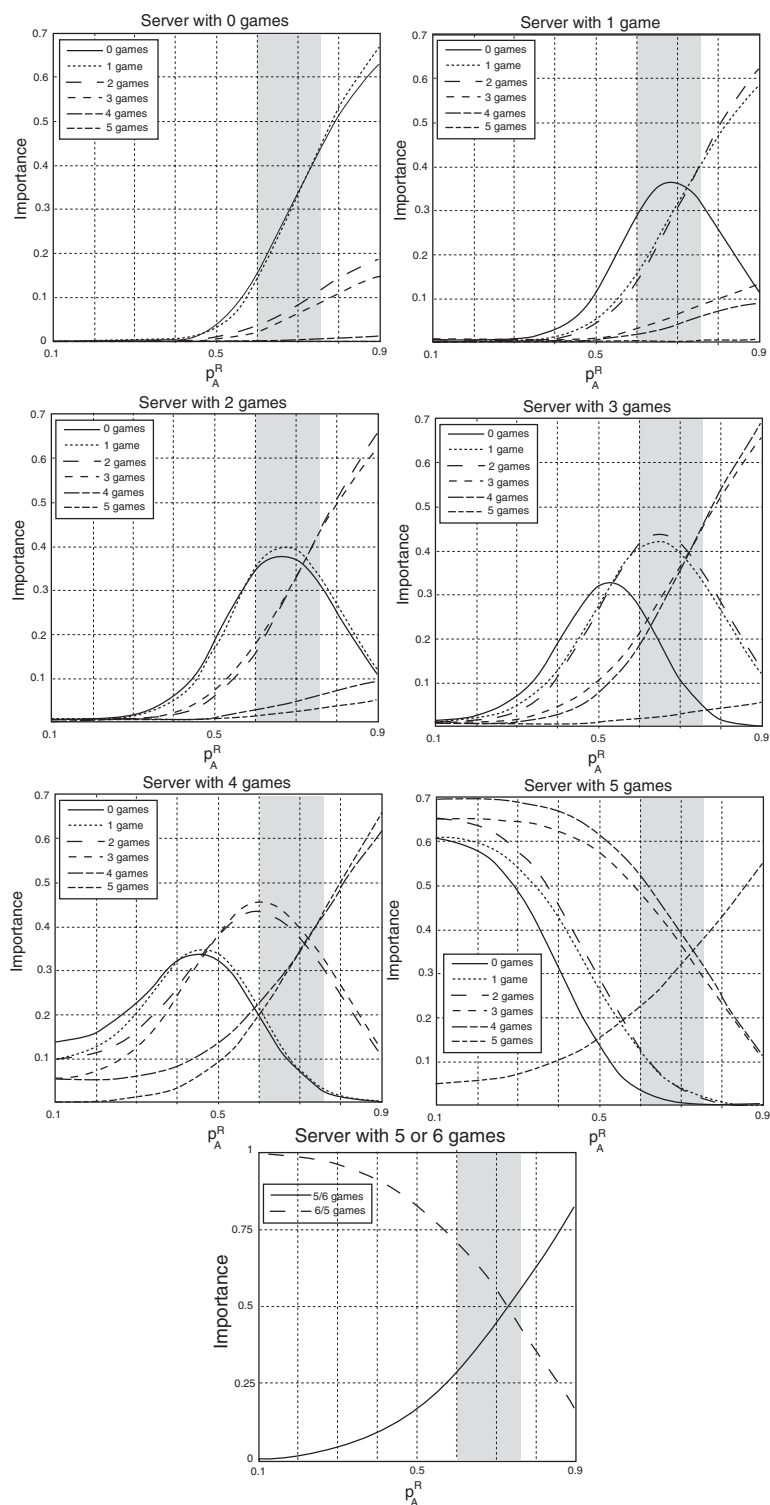 Server with 0 games
0.7
0.6
0.5
0.4
0.3
0.2
0.1
0
0 games
1 game
2 games
3 games
4 games
5 games
Importance
0.1
0.5
0.9
p_A^R
Server with 1 game
0.7
0.6
0.5
0.4
0.3
0.2
0.1
0 games
1 game
2 games
3 games
4 games
5 games
Importance
0.1
0.5
0.9
p_A^R
Server with 2 games
0.7
0.6
0.5
0.4
0.3
0.2
0.1
0 games
1 game
2 games
3 games
4 games
5 games
Importance
0.1
0.5
0.9
p_A^R
Server with 3 games
0.7
0.6
0.5
0.4
0.3
0.2
0.1
0 games
1 game
2 games
3 games
4 games
5 games
Importance
0.1
0.5
0.9
p_A^R
Server with 4 games
0.7
0.6
0.5
0.4
0.3
0.2
0.1
0 games
1 game
2 games
3 games
4 games
5 games
Importance
0.1
0.5
0.9
p_A^R
Server with 5 games
0.7
0.6
0.5
0.4
0.3
0.2
0.1
0 games
1 game
2 games
3 games
4 games
5 games
Importance
0.1
0.5
0.9
p_A^R
Server with 5 or 6 games
1
0.75
0.5
0.25
0
5/6 games
6/5 games
Importance
0.1
0.5
0.9
p_A^R